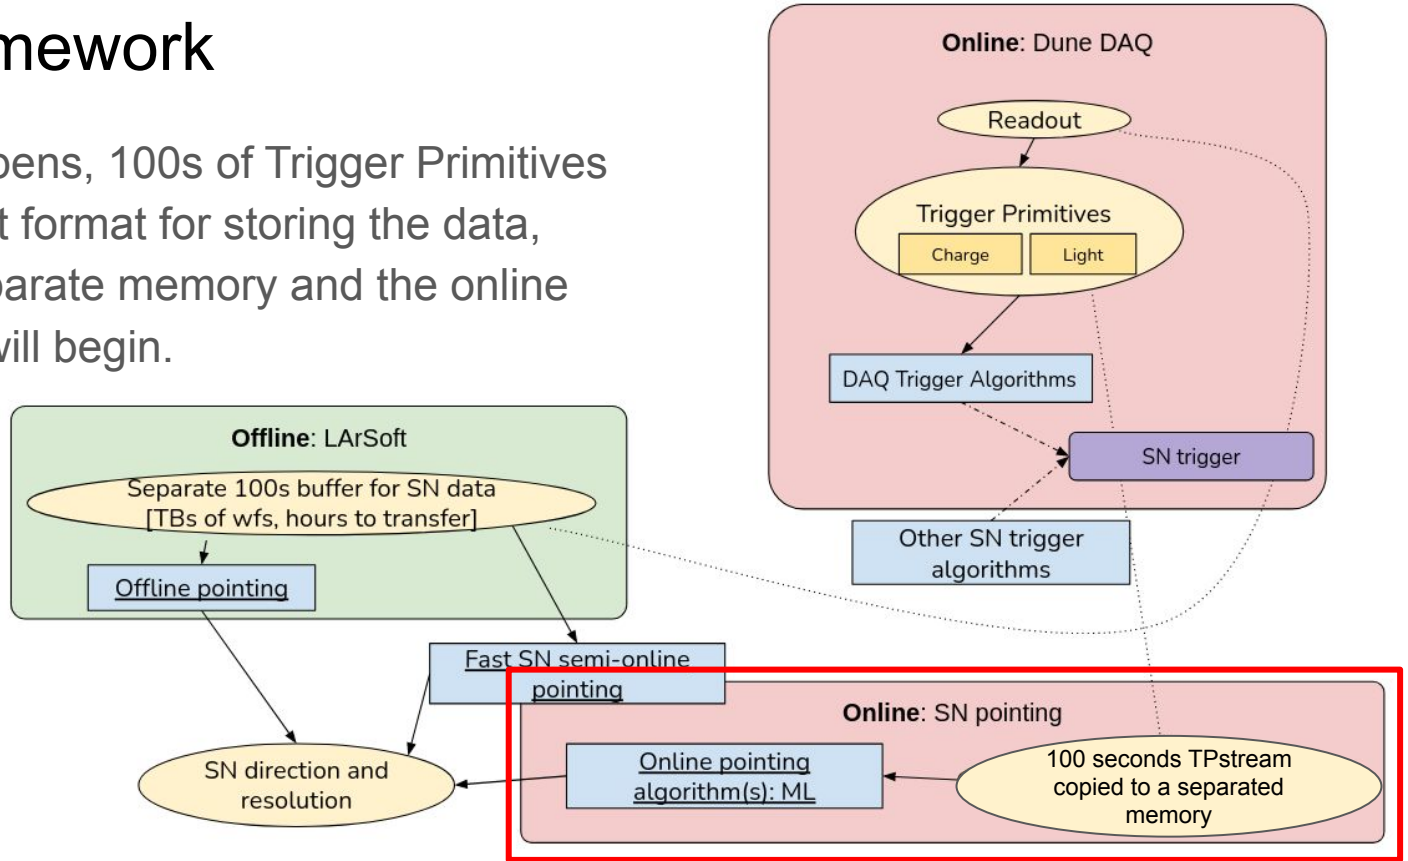 mework
pens, 100s of Trigger Primitives
t format for storing the data,
parate memory and the online
will begin.
Online: Dune DAQ
Readout
Trigger Primitives
Charge
Light
DAQ Trigger Algorithms
SN trigger
Other SN trigger
algorithms
Offline: LArSoft
Separate 100s buffer for SN data
[TBs of wfs, hours to transfer]
Offline pointing
Fast SN semi-online
pointing
Online: SN pointing
SN direction and
resolution
Online pointing
algorithm(s): ML
100 seconds TPstream
copied to a separated
memory